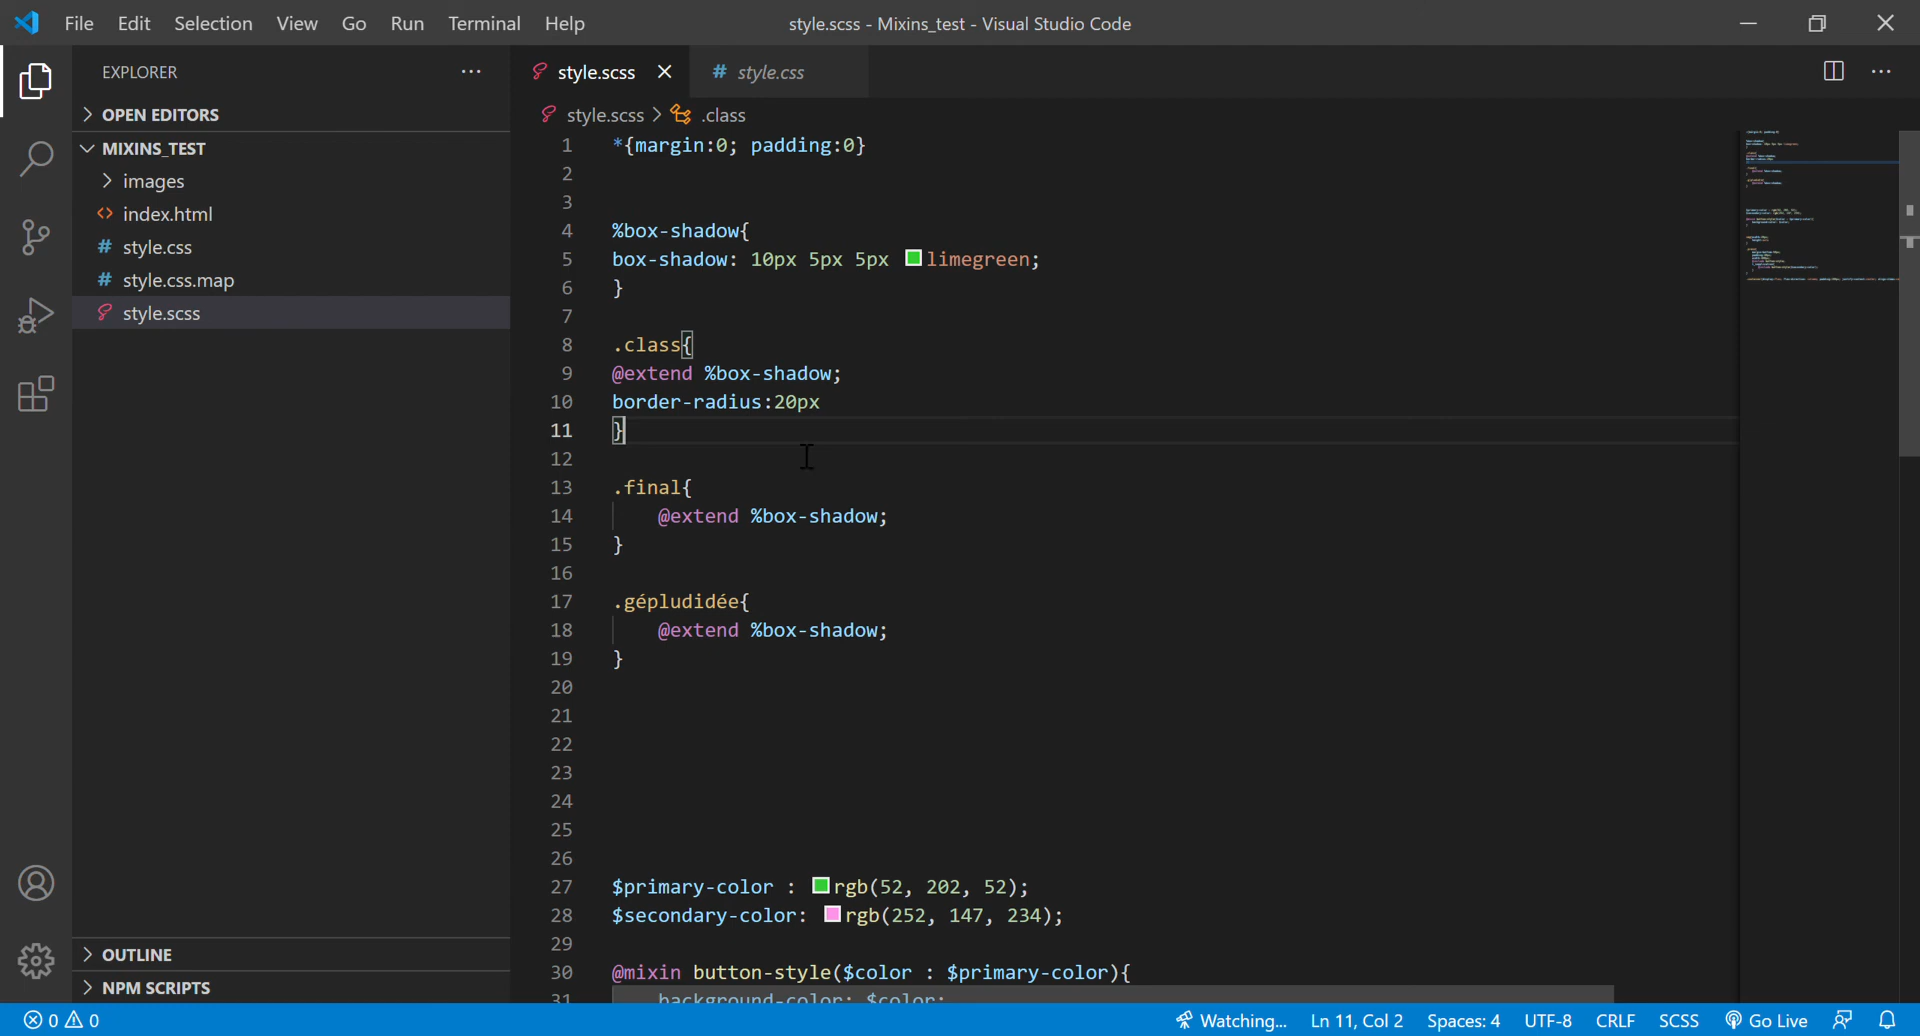 File Edit Selection View Go Run Terminal Help
style.scss - Mixins_test - Visual Studio Code
EXPLORER
OPEN EDITORS
MIXINS_TEST
images
index.html
style.css
style.css.map
style.scss
OUTLINE
NPM SCRIPTS
style.scss
# style.css
style.scss > .class
1 *{margin:0; padding:0}
2
3
4 %box-shadow{
5 box-shadow: 10px 5px 5px limegreen;
6 }
7
8 .class{
9 @extend %box-shadow;
10 border-radius:20px
11 }
12
13 .final{
14 @extend %box-shadow;
15 }
16
17 .gépludidée{
18 @extend %box-shadow;
19 }
20
21
22
23
24
25
26
27 $primary-color : rgb(52, 202, 52);
28 $secondary-color: rgb(252, 147, 234);
29
30 @mixin button-style($color : $primary-color){
31 background-color: $color;
0 0 Watching... Ln 11, Col 2 Spaces: 4 UTF-8 CRLF SCSS Go Live